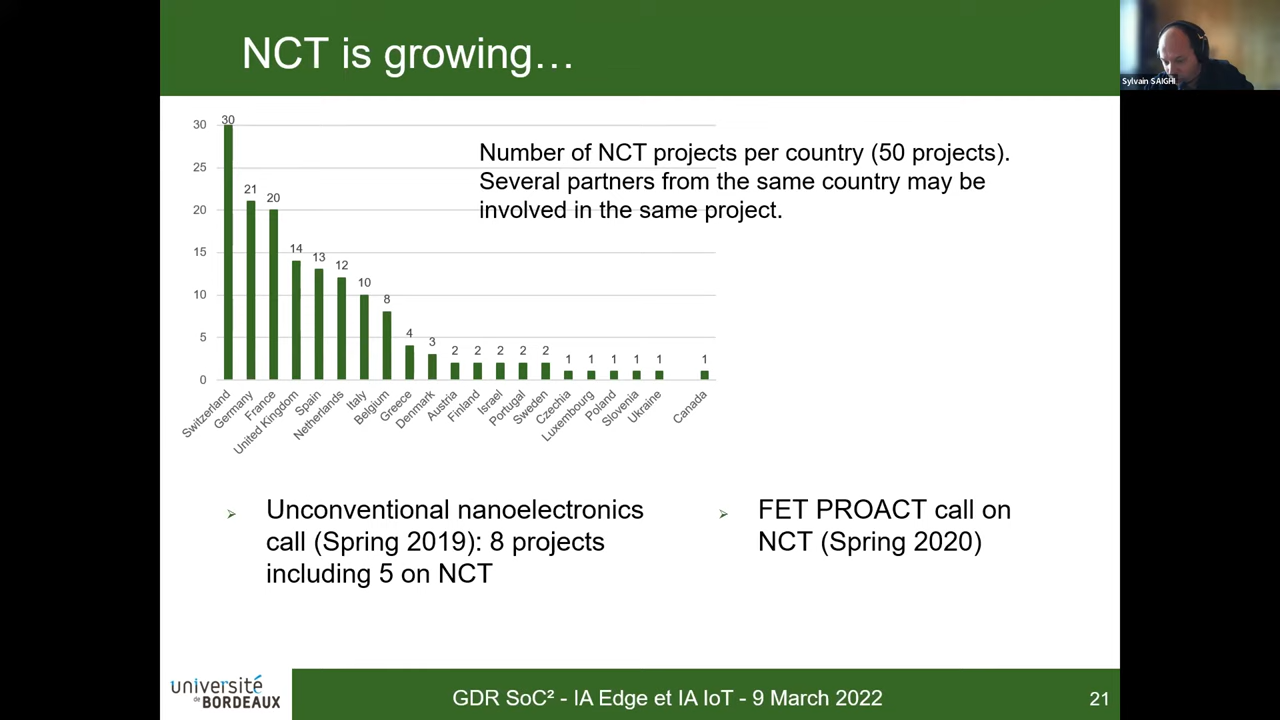 NCT is growing…
Sylvain SAIGHI
Number of NCT projects per country (50 projects).
Several partners from the same country may be
involved in the same project.
30
25
20
15
10
5
0
30
21
20
14
13
12
10
8
4
3
2
2
2
2
2
1
1
1
1
1
1
Switzerland
Germany
France
United Kingdom
Spain
Netherlands
Italy
Belgium
Greece
Denmark
Austria
Finland
Israel
Portugal
Sweden
Czechia
Luxembourg
Poland
Slovenia
Ukraine
Canada
Unconventional nanoelectronics
call (Spring 2019): 8 projects
including 5 on NCT
FET PROACT call on
NCT (Spring 2020)
université
de BORDEAUX
GDR SoC² - IA Edge et IA IoT - 9 March 2022
21